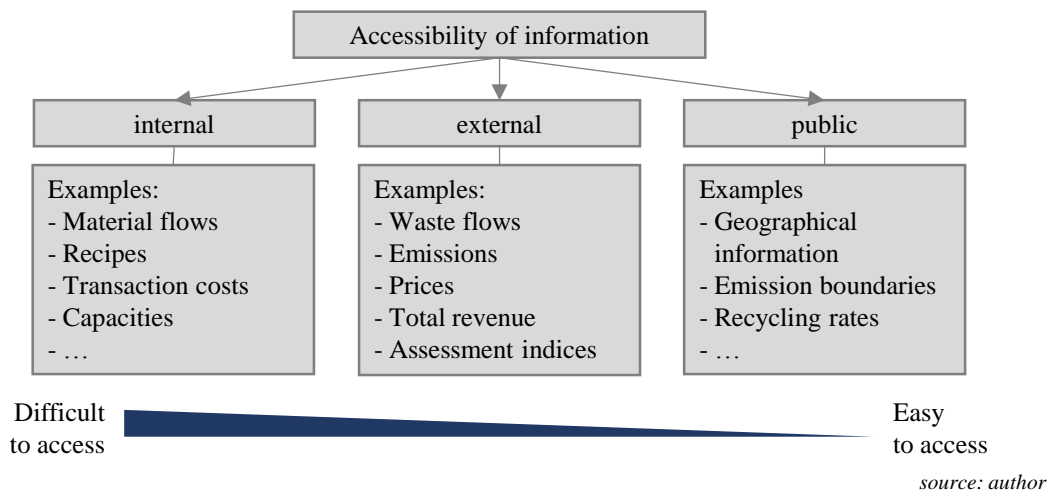 Accessibility of information
internal
external
public
Examples:
- Material flows
- Recipes
- Transaction costs
- Capacities
- …
Examples:
- Waste flows
- Emissions
- Prices
- Total revenue
- Assessment indices
Examples
- Geographical
information
- Emission boundaries
- Recycling rates
- …
Difficult
to access
Easy
to access
source: author